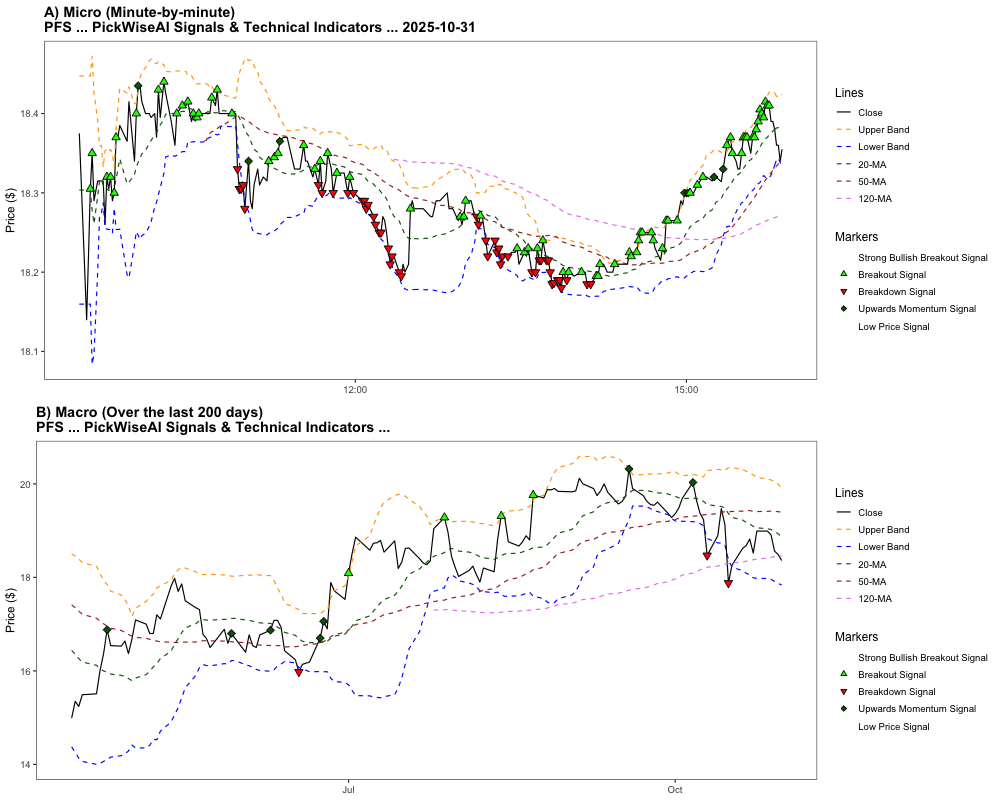 A) Micro (Minute-by-minute)
PFS ... PickWiseAI Signals & Technical Indicators ... 2025-10-31
Price ($)
18.4
18.3
18.2
18.1
12:00
15:00
Lines
Close
Upper Band
Lower Band
20-MA
50-MA
120-MA
Markers
Strong Bullish Breakout Signal
Breakout Signal
Breakdown Signal
Upwards Momentum Signal
Low Price Signal
B) Macro (Over the last 200 days)
PFS ... PickWiseAI Signals & Technical Indicators ...
Price ($)
20
18
16
14
Jul
Oct
Lines
Close
Upper Band
Lower Band
20-MA
50-MA
120-MA
Markers
Strong Bullish Breakout Signal
Breakout Signal
Breakdown Signal
Upwards Momentum Signal
Low Price Signal